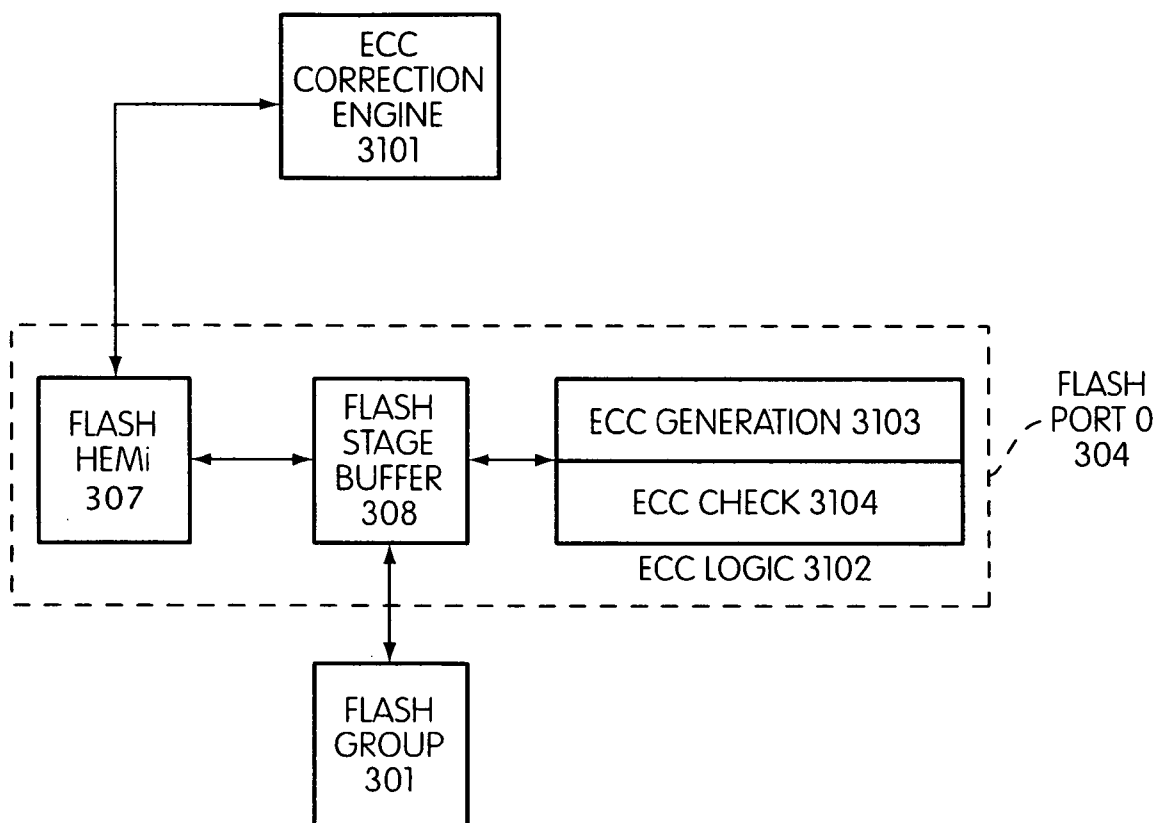 ECC
CORRECTION
ENGINE
3101
FLASH
HEMi
307
FLASH
STAGE
BUFFER
308
ECC GENERATION 3103
ECC CHECK 3104
ECC LOGIC 3102
FLASH
PORT 0
304
FLASH
GROUP
301